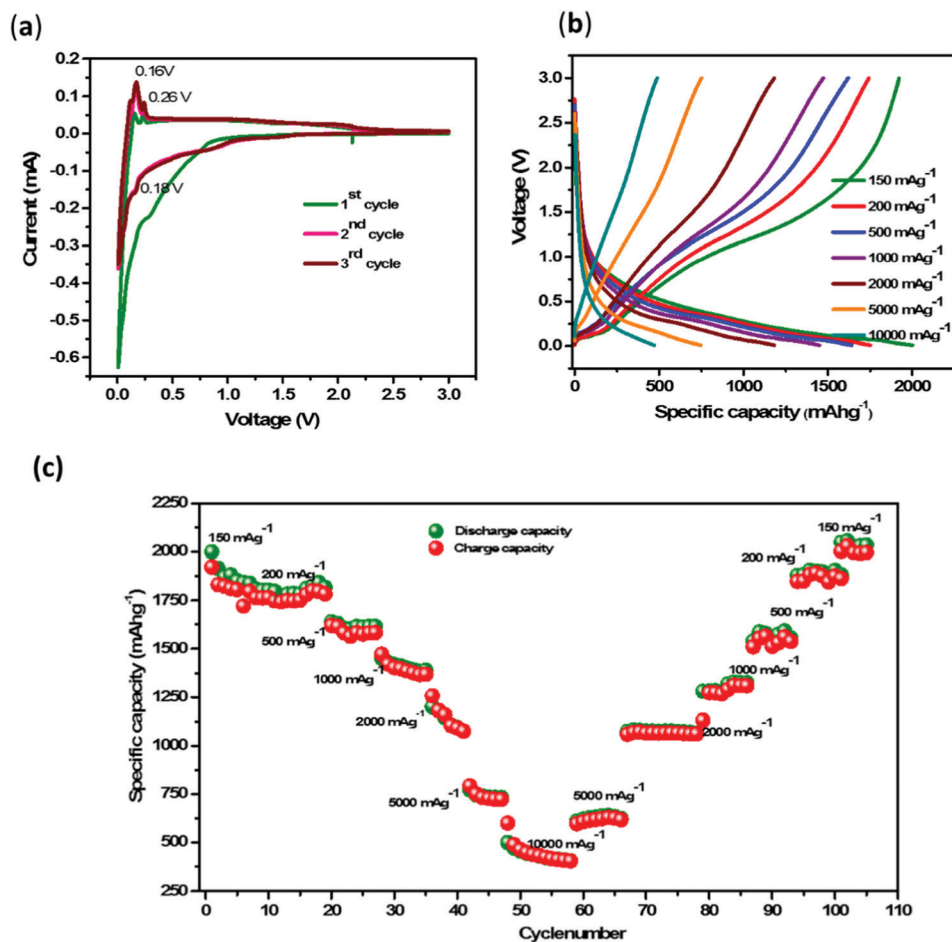 (a)
0.2
0.1
0.0
-0.1
-0.2
-0.3
-0.4
-0.5
-0.6
Current (mA)
0.16V
0.26 V
0.18V
1st cycle
2nd cycle
3rd cycle
0.0 0.5 1.0 1.5 2.0 2.5 3.0
Voltage (V)
(b)
3.0
2.5
2.0
1.5
1.0
0.5
0.0
Voltage (V)
150 mAg-1
200 mAg-1
500 mAg-1
1000 mAg-1
2000 mAg-1
5000 mAg-1
10000 mAg-1
0 500 1000 1500 2000
Specific capacity (mAhg-1)
(c)
2250
2000
1750
1500
1250
1000
750
500
250
Specific capacity (mAhg-1)
Discharge capacity
Charge capacity
150 mAg-1
200 mAg-1
500 mAg-1
1000 mAg-1
2000 mAg-1
5000 mAg-1
10000 mAg-1
5000 mAg-1
2000 mAg-1
1000 mAg-1
500 mAg-1
200 mAg-1
150 mAg-1
0 10 20 30 40 50 60 70 80 90 100 110
Cyclenumber